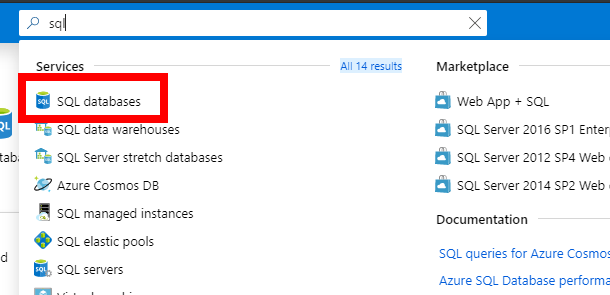 sql
Services
All 14 results
SQL databases
SQL data warehouses
SQL Server stretch databases
Azure Cosmos DB
SQL managed instances
SQL elastic pools
SQL servers
Marketplace
Web App + SQL
SQL Server 2016 SP1 Enterp
SQL Server 2012 SP4 Web
SQL Server 2014 SP2 Web
Documentation
SQL queries for Azure Cosmos
Azure SQL Database performa
SQL